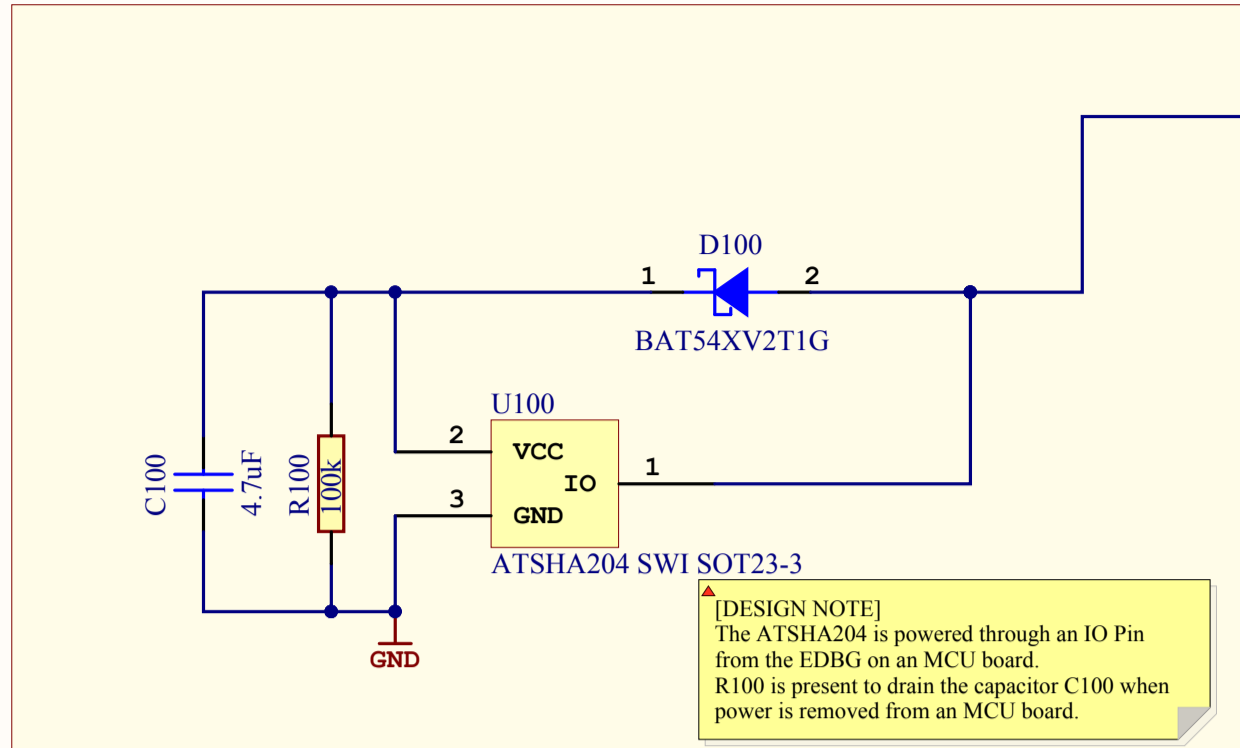 D100
1
2
BAT54XV2T1G
U100
2
VCC
IO
1
3
GND
ATSHA204 SWI SOT23-3
C100
4.7uF
R100
100k
GND
[DESIGN NOTE]
The ATSHA204 is powered through an IO Pin
from the EDBG on an MCU board.
R100 is present to drain the capacitor C100 when
power is removed from an MCU board.